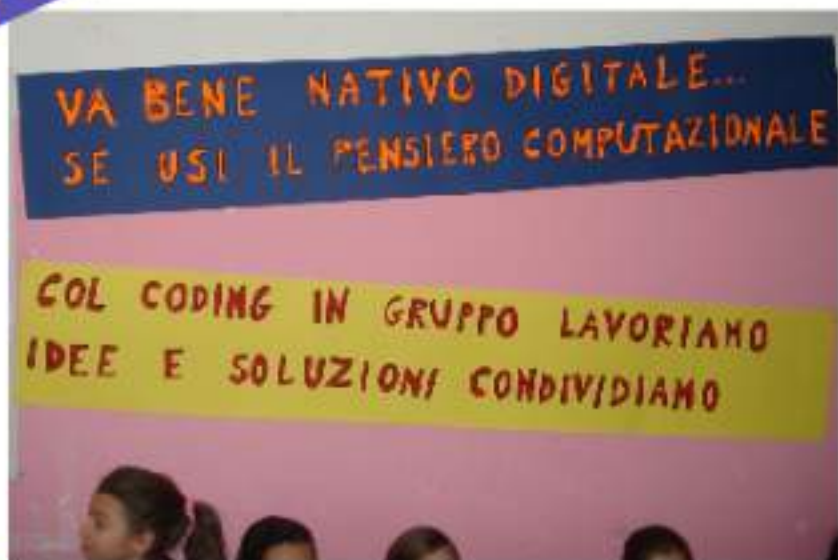 VA BENE NATIVO DIGITALE...
SE USI IL PENSIERO COMPUTAZIONALE
COL CODING IN GRUPPO LAVORIAMO
IDEE E SOLUZIONI CONDIVIDIAMO